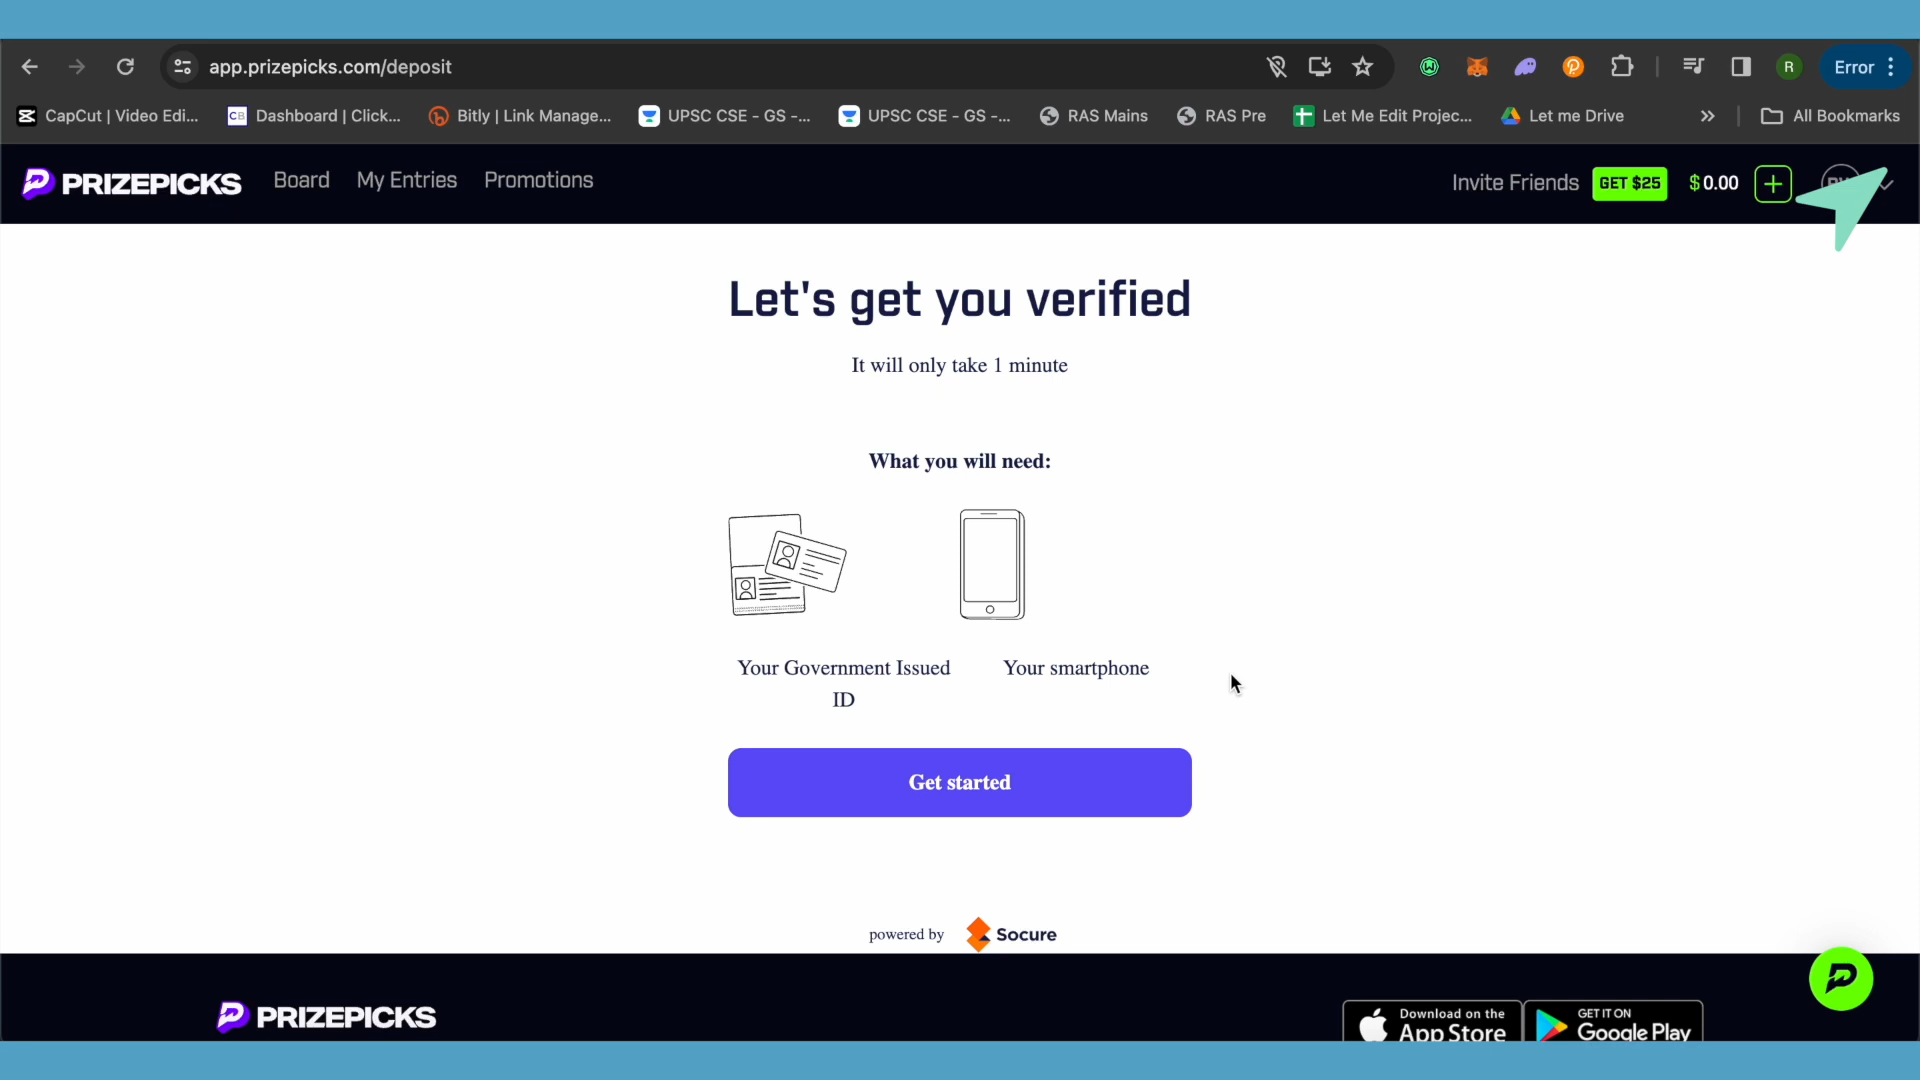 app.prizepicks.com/deposit
R
Error
CapCut | Video Edi...
CB
Dashboard | Click...
Bitly | Link Manage...
UPSC CSE - GS -...
UPSC CSE - GS -...
RAS Mains
RAS Pre
Let Me Edit Projec...
Let me Drive
All Bookmarks
PRIZEPICKS
Board
My Entries
Promotions
Invite Friends
GET $25
$0.00
Let's get you verified
It will only take 1 minute
What you will need:
Your Government Issued
ID
Your smartphone
Get started
powered by
Socure
PRIZEPICKS
Download on the
App Store
GET IT ON
Google Play